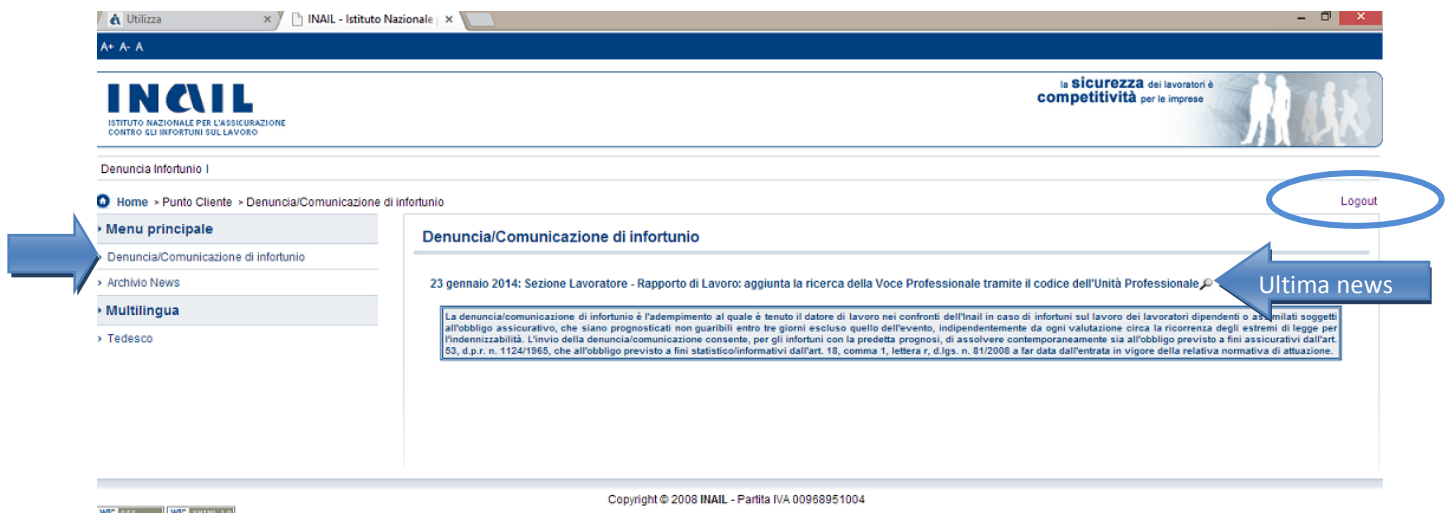 Utilizza
INAIL - Istituto Nazionale
A+ A- A
INAIL
ISTITUTO NAZIONALE PER L'ASSICURAZIONE
CONTRO GLI INFORTUNI SUL LAVORO
la sicurezza dei lavoratori è
competitività per le imprese
Denuncia Infortunio I
Home > Punto Cliente > Denuncia/Comunicazione di infortunio
Logout
Menu principale
Denuncia/Comunicazione di infortunio
Archivio News
Multilingua
Tedesco
Denuncia/Comunicazione di infortunio
23 gennaio 2014: Sezione Lavoratore - Rapporto di Lavoro: aggiunta la ricerca della Voce Professionale tramite il codice dell'Unità Professionale
Ultima news
La denuncia/comunicazione di infortunio è l'adempimento al quale è tenuto il datore di lavoro nei confronti dell'Inail in caso di infortuni sul lavoro dei lavoratori dipendenti o assimilati soggetti
all'obbligo assicurativo, che siano prognosticati non guaribili entro tre giorni escluso quello dell'evento, indipendentemente da ogni valutazione circa la ricorrenza degli estremi di legge per
l'indennizzabilità. L'invio della denuncia/comunicazione consente, per gli infortuni con la predetta prognosi, di assolvere contemporaneamente sia all'obbligo previsto a fini assicurativi dall'art.
53, d.p.r. n. 1124/1965, che all'obbligo previsto a fini statistico/informativi dall'art. 18, comma 1, lettera r, d.lgs. n. 81/2008 a far data dall'entrata in vigore della relativa normativa di attuazione.
Copyright © 2008 INAIL - Partita IVA 00968951004